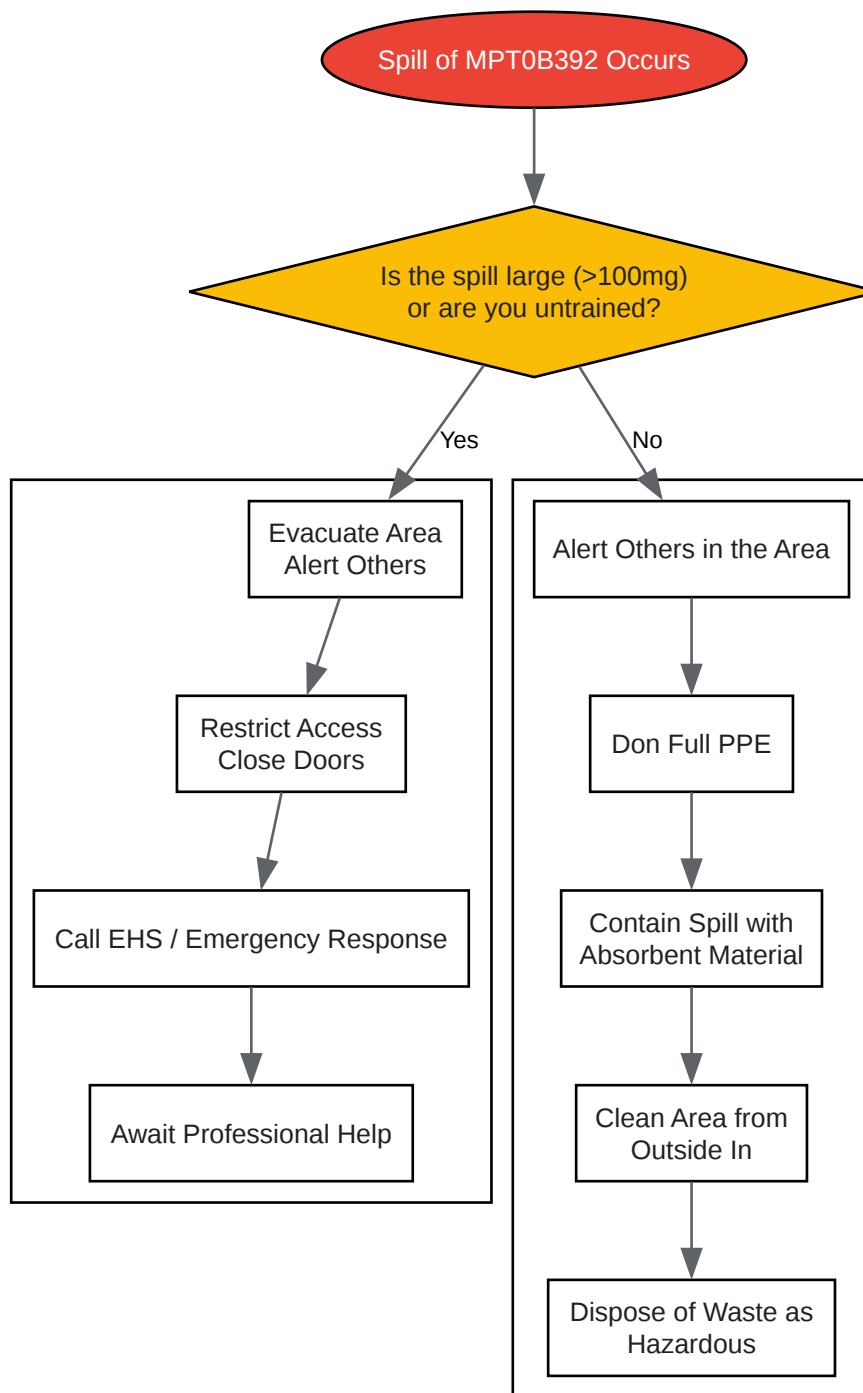 Spill of MPT0B392 Occurs
Is the spill large (>100mg)
or are you untrained?
Yes
No
Evacuate Area
Alert Others
Restrict Access
Close Doors
Call EHS / Emergency Response
Await Professional Help
Alert Others in the Area
Don Full PPE
Contain Spill with
Absorbent Material
Clean Area from
Outside In
Dispose of Waste as
Hazardous